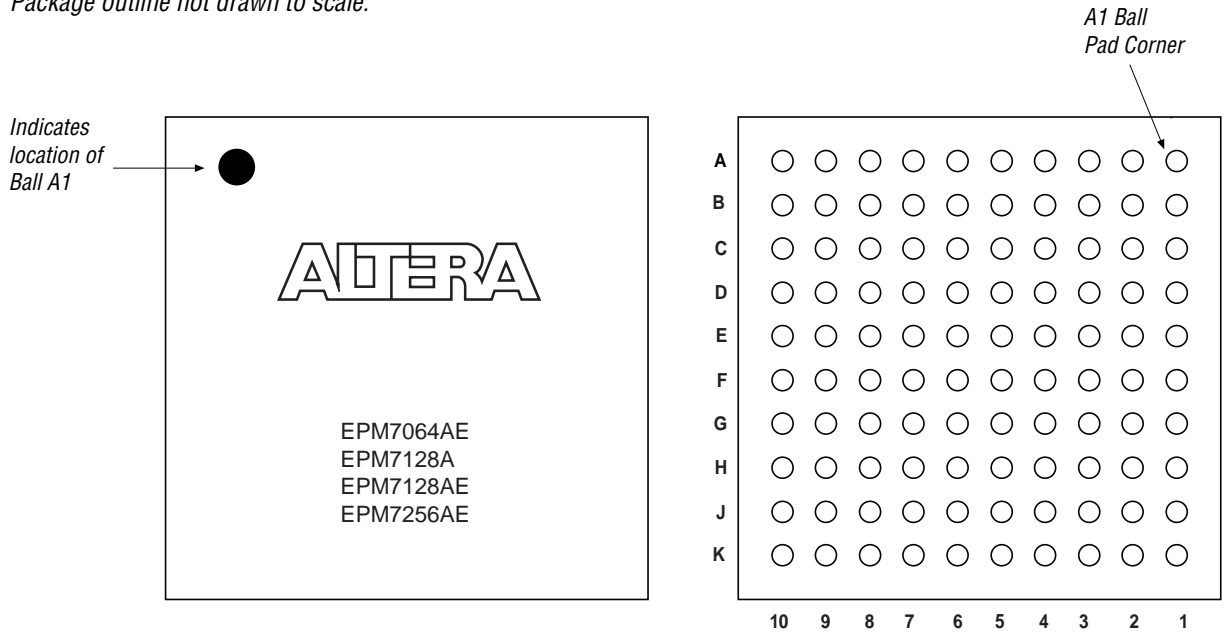 Package outline not drawn to scale.
A1 Ball
Pad Corner
Indicates
location of
Ball A1
ALTERA
EPM7064AE
EPM7128A
EPM7128AE
EPM7256AE
A
B
C
D
E
F
G
H
J
K
10 9 8 7 6 5 4 3 2 1